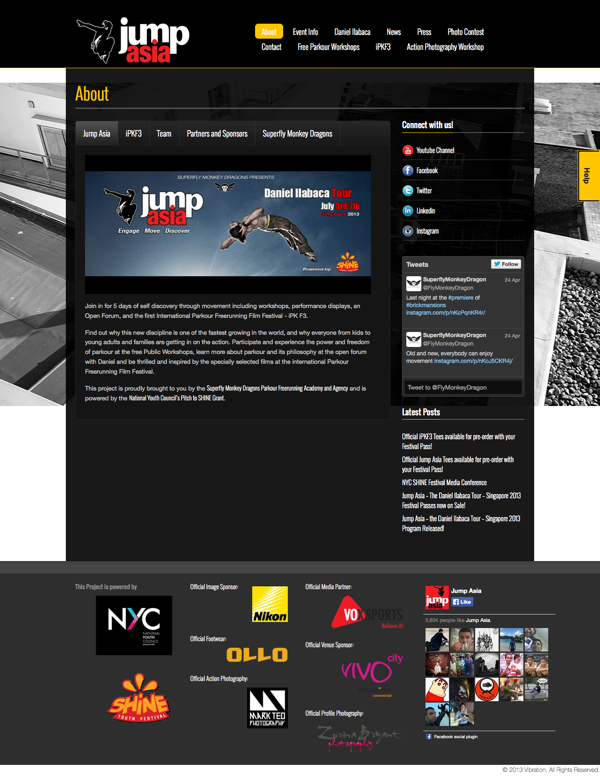 jump asia
About Event Info Daniel Ilabaca News Press Photo Contest
Contact Free Parkour Workshops iPKF3 Action Photography Workshop
About
Jump Asia iPKF3 Team Partners and Sponsors Superfly Monkey Dragons
SUPERFLY MONKEY DRAGONS PRESENTS
jump asia
Engage Move Discover
Daniel Ilabaca Tour
July 3rd-7th
2013
Powered by:
SHINE
Join in for 5 days of self discovery through movement including workshops, performance displays, an
Open Forum, and the first International Parkour Freerunning Film Festival - iPK F3.
Find out why this new discipline is one of the fastest growing in the world, and why everyone from kids to
young adults and families are getting in on the action. Participate and experience the power and freedom
of parkour at the free Public Workshops, learn more about parkour and its philosophy at the open forum
with Daniel and be thrilled and inspired by the specially selected films at the international Parkour
Freerunning Film Festival.
This project is proudly brought to you by the Superfly Monkey Dragons Parkour Freerunning Academy and Agency and is
powered by the National Youth Council's Pitch to SHINE Grant.
Connect with us!
Youtube Channel
Facebook
Twitter
Linkedin
Instagram
Help
Tweets Follow
SuperflyMonkeyDragon 24 Apr
@FlyMonkeyDragon
Last night at the #premiere of
#brickmansions
instagram.com/p/nKoPqnKR4r/
SuperflyMonkeyDragon 24 Apr
@FlyMonkeyDragon
Old and new, everybody can enjoy
movement instagram.com/p/nKoJ5CKR4j/
Tweet to @FlyMonkeyDragon
Latest Posts
Official iPKF3 Tees available for pre-order with your
Festival Pass!
Official Jump Asia Tees available for pre-order with
your Festival Pass!
NYC SHINE Festival Media Conference
Jump Asia - The Daniel Ilabaca Tour - Singapore 2013
Festival Passes now on Sale!
Jump Asia - the Daniel Ilabaca Tour - Singapore 2013
Program Released!
This Project is powered by
NYC
NATIONAL
YOUTH
COUNCIL
SHINE
YOUTH FESTIVAL
Official Image Sponsor:
Nikon
Official Footwear:
OLLO
Official Action Photography:
MARK TEO
PHOTOGRAPHY
Official Media Partner:
VOXSPORTS
Believe It!
Official Venue Sponsor:
VIVO city
Official Profile Photography:
photography
jump asia
Jump Asia
Like
5,804 people like Jump Asia.
Facebook social plugin
© 2013 Vibration. All Rights Reserved.